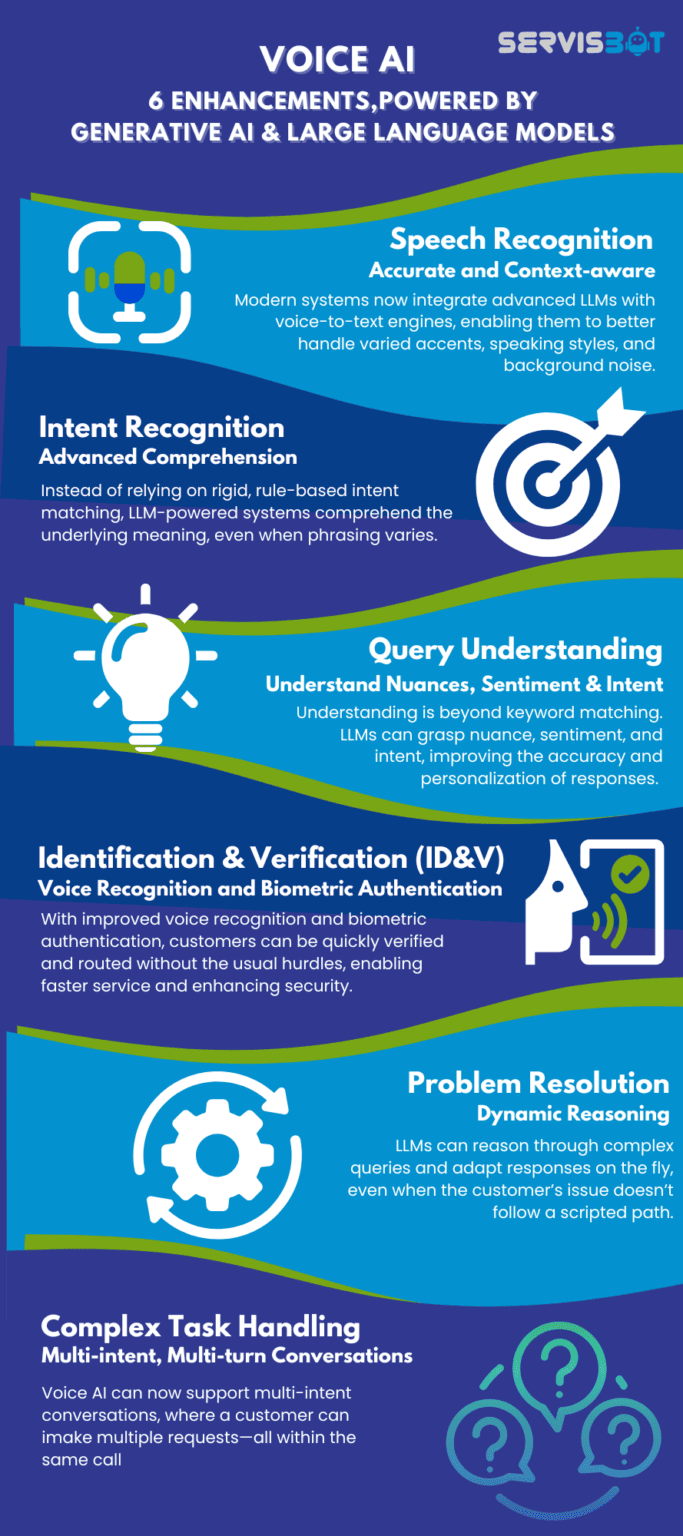 SERVISBOT
VOICE AI
6 ENHANCEMENTS,POWERED BY
GENERATIVE AI & LARGE LANGUAGE MODELS
Speech Recognition
Accurate and Context-aware
Modern systems now integrate advanced LLMs with
voice-to-text engines, enabling them to better
handle varied accents, speaking styles, and
background noise.
Intent Recognition
Advanced Comprehension
Instead of relying on rigid, rule-based intent
matching, LLM-powered systems comprehend the
underlying meaning, even when phrasing varies.
Query Understanding
Understand Nuances, Sentiment & Intent
Understanding is beyond keyword matching.
LLMs can grasp nuance, sentiment, and
intent, improving the accuracy and
personalization of responses.
Identification & Verification (ID&V)
Voice Recognition and Biometric Authentication
With improved voice recognition and biometric
authentication, customers can be quickly verified
and routed without the usual hurdles, enabling
faster service and enhancing security.
Problem Resolution
Dynamic Reasoning
LLMs can reason through complex
queries and adapt responses on the fly,
even when the customer's issue doesn't
follow a scripted path.
Complex Task Handling
Multi-intent, Multi-turn Conversations
Voice AI can now support multi-intent
conversations, where a customer can
imake multiple requests—all within the
same call
? 
? ?